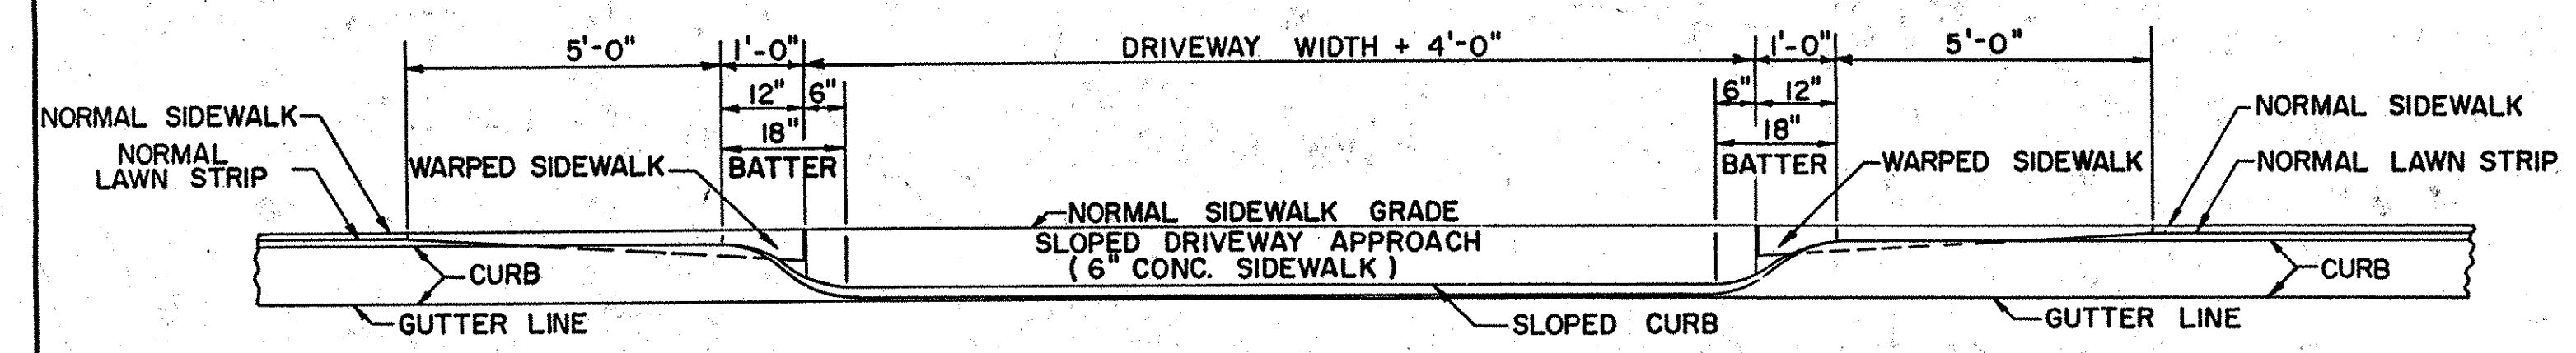 5'-0"
1'-0"
DRIVEWAY WIDTH + 4'-0"
1'-0"
5'-0"
12"
6"
6"
12"
NORMAL SIDEWALK
NORMAL SIDEWALK
18"
18"
NORMAL
LAWN STRIP
WARPED SIDEWALK
BATTER
BATTER
WARPED SIDEWALK
NORMAL LAWN STRIP
NORMAL SIDEWALK GRADE
SLOPED DRIVEWAY APPROACH
(6" CONC. SIDEWALK)
CURB
CURB
GUTTER LINE
SLOPED CURB
GUTTER LINE